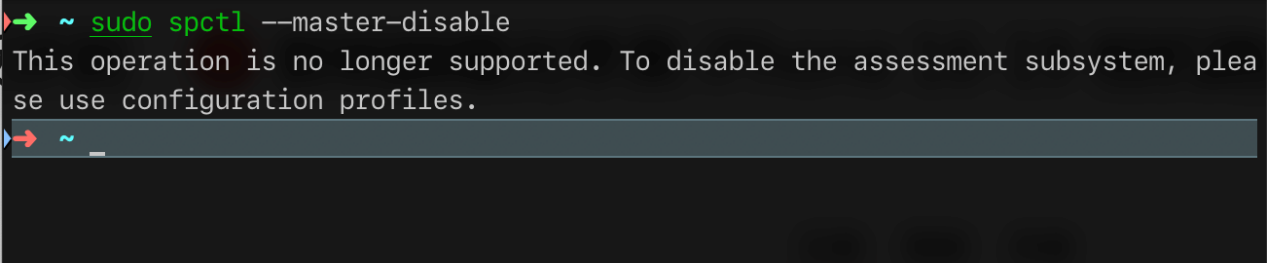 ➜ ~ sudo spctl --master-disable
This operation is no longer supported. To disable the assessment subsystem, plea
se use configuration profiles.
➜ ~